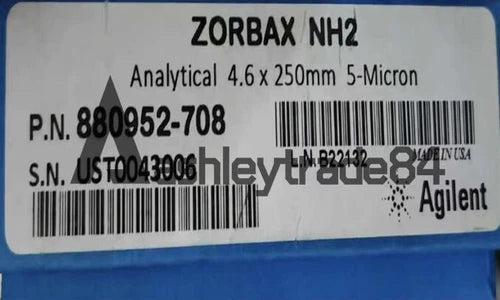 ZORBAX NH2
Analytical 4.6 x 250mm 5-Micron
P.N. 880952-708
L.N. B22132 MADE IN USA
S.N. UST0043006
Ashleytrade84
Agilent